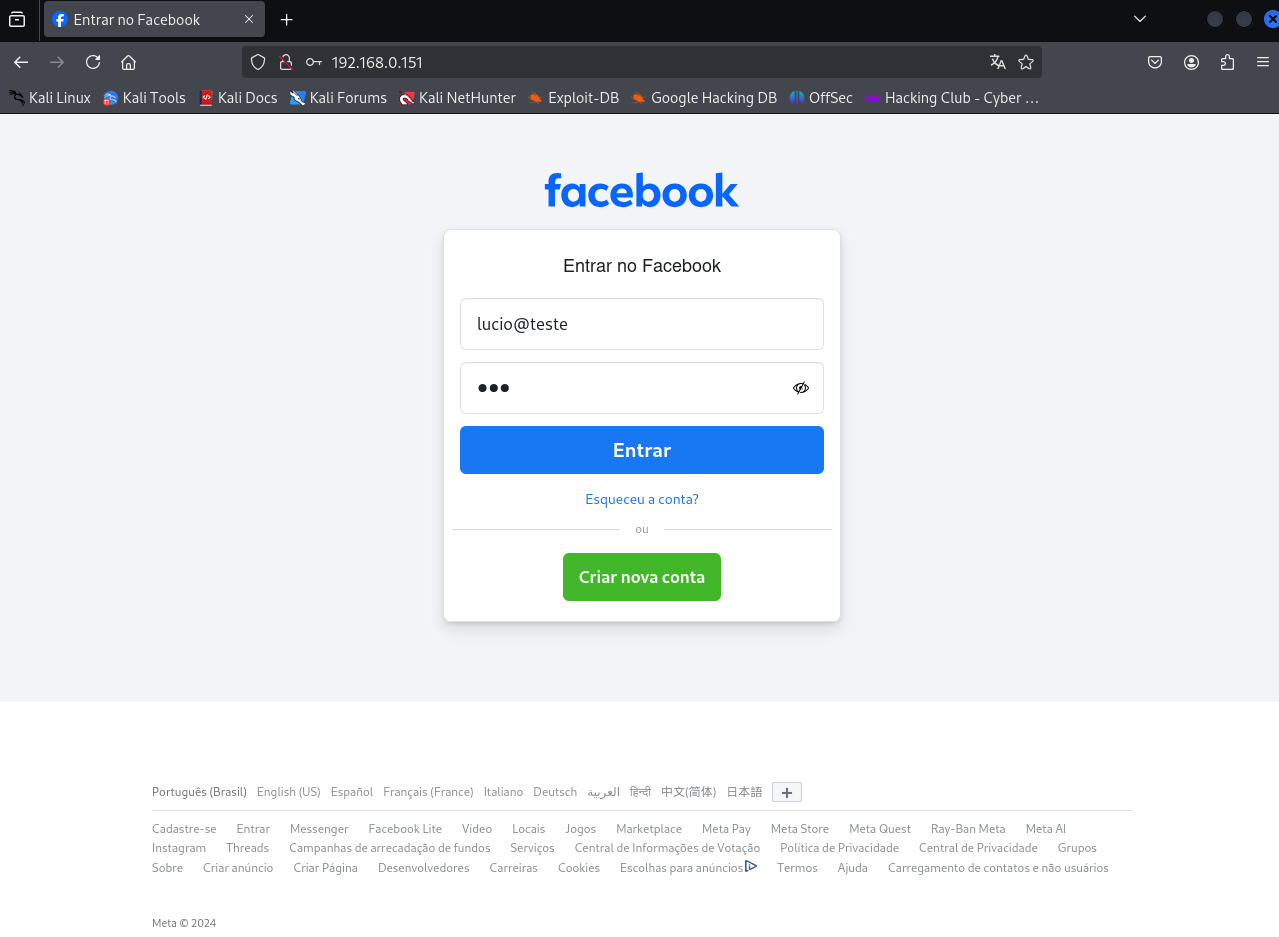 Entrar no Facebook
192.168.0.151
Kali Linux Kali Tools Kali Docs Kali Forums Kali NetHunter Exploit-DB Google Hacking DB OffSec Hacking Club - Cyber …
facebook
Entrar no Facebook
lucio@teste
●●●
Entrar
Esqueceu a conta?
ou
Criar nova conta
Português (Brasil) English (US) Español Français (France) Italiano Deutsch العربية हिन्दी 中文(简体) 日本語
Cadastre-se Entrar Messenger Facebook Lite Vídeo Locais Jogos Marketplace Meta Pay Meta Store Meta Quest Ray-Ban Meta Meta AI
Instagram Threads Campanhas de arrecadação de fundos Serviços Central de Informações de Votação Política de Privacidade Central de Privacidade Grupos
Sobre Criar anúncio Criar Página Desenvolvedores Carreiras Cookies Escolhas para anúncios Termos Ajuda Carregamento de contatos e não usuários
Meta © 2024